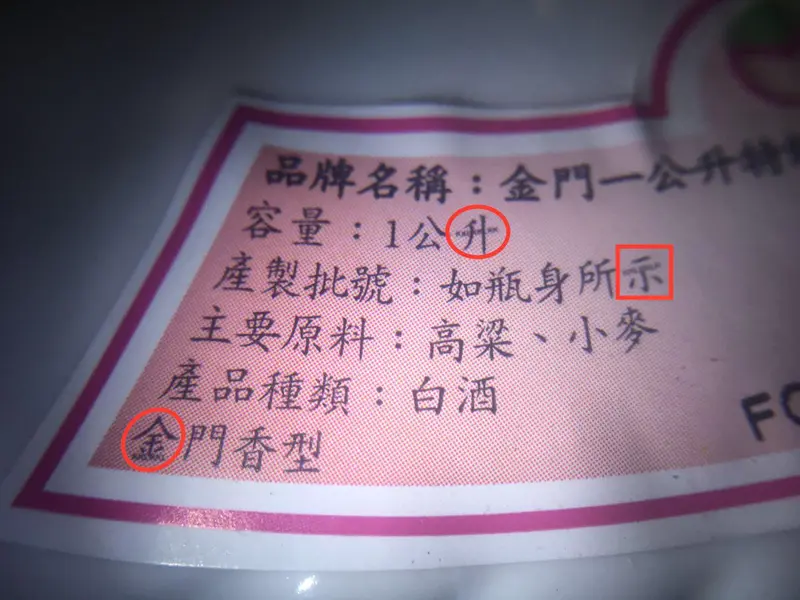 品牌名稱：金門一公升特
容量：1公升
產製批號：如瓶身所示
主要原料：高粱、小麥
產品種類：白酒
金門香型
FO